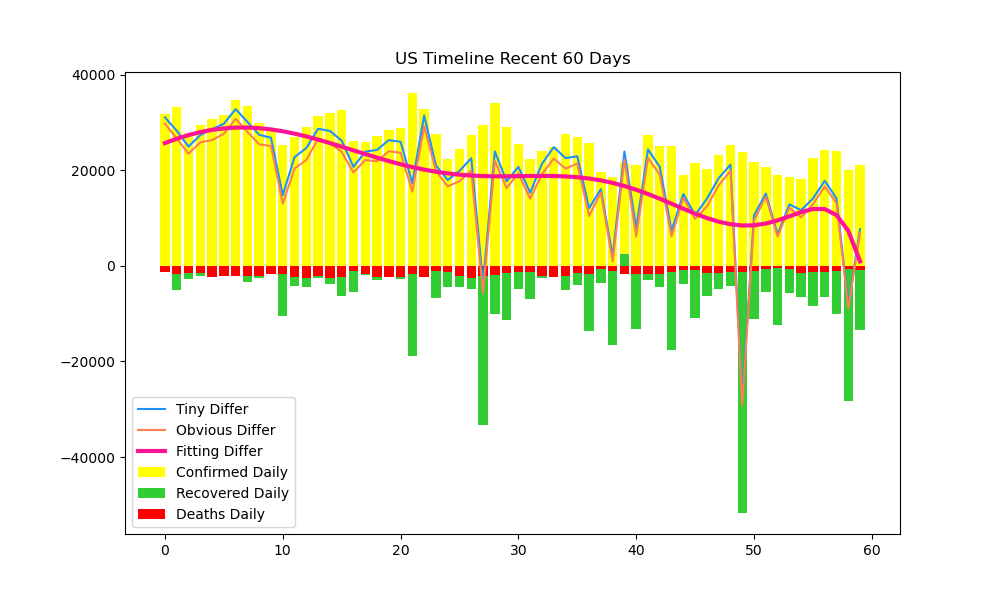 US Timeline Recent 60 Days
40000
20000
0
−20000
−40000
Tiny Differ
Obvious Differ
Fitting Differ
Confirmed Daily
Recovered Daily
Deaths Daily
0 10 20 30 40 50 60